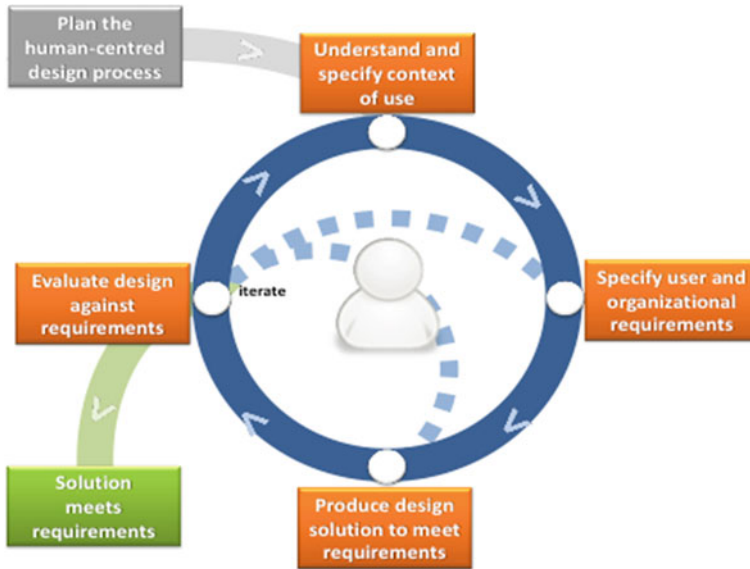 Plan the
human-centred
design process
Understand and
specify context
of use
Evaluate design
against
requirements
iterate
Specify user and
organizational
requirements
Solution
meets
requirements
Produce design
solution to meet
requirements